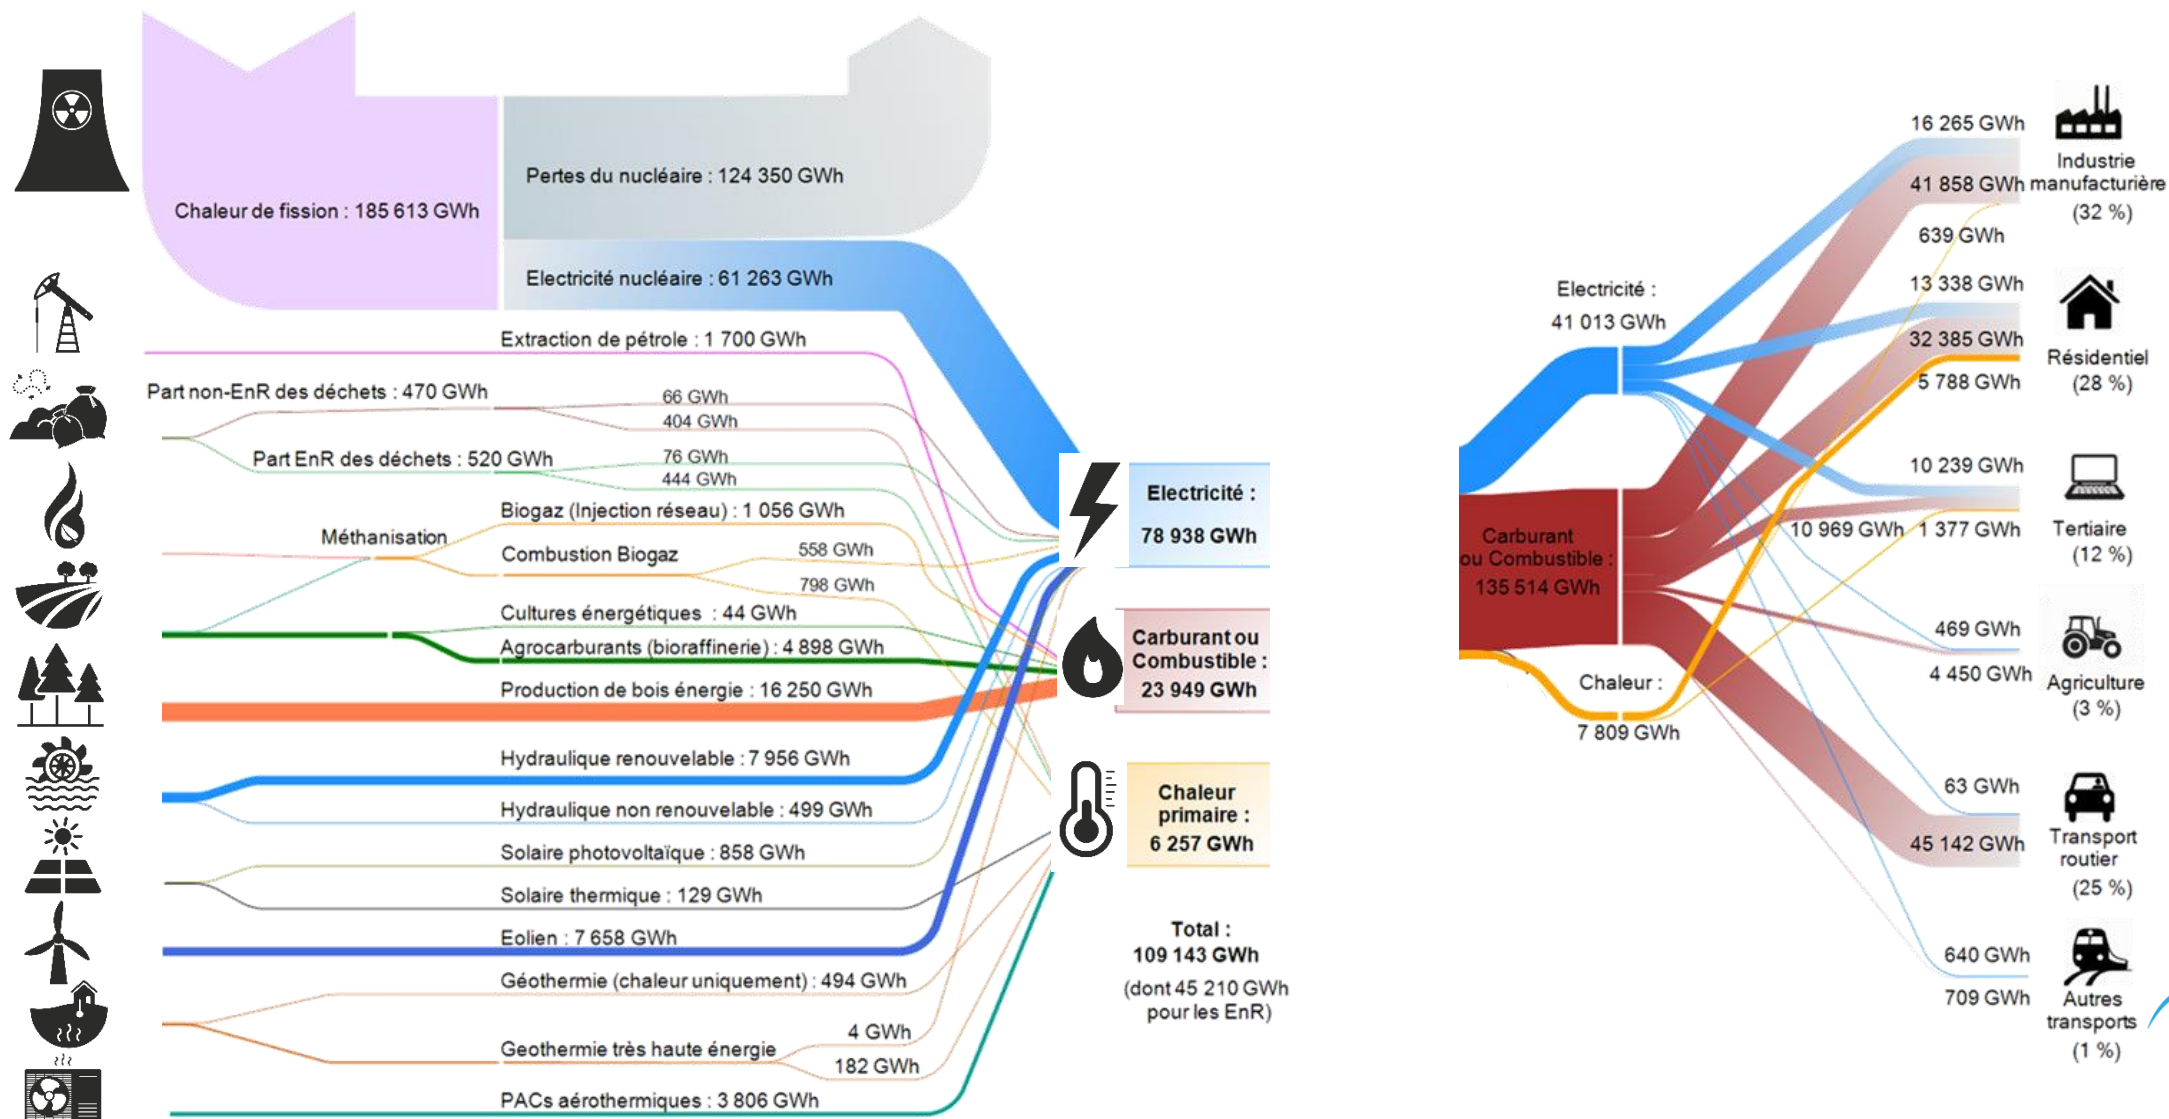 Chaleur de fission : 185 613 GWh
Pertes du nucléaire : 124 350 GWh
Electricité nucléaire : 61 263 GWh
Extraction de pétrole : 1 700 GWh
Part non-EnR des déchets : 470 GWh
66 GWh
404 GWh
Part EnR des déchets : 520 GWh
76 GWh
444 GWh
Biogaz (Injection réseau) : 1 056 GWh
Méthanisation
Combustion Biogaz
558 GWh
798 GWh
Cultures énergétiques : 44 GWh
Agrocarburants (bioraffinerie) : 4 898 GWh
Production de bois énergie : 16 250 GWh
Hydraulique renouvelable : 7 956 GWh
Hydraulique non renouvelable : 499 GWh
Solaire photovoltaïque : 858 GWh
Solaire thermique : 129 GWh
Eolien : 7 658 GWh
Géothermie (chaleur uniquement) : 494 GWh
Geothermie très haute énergie
4 GWh
182 GWh
PACs aérothermiques : 3 806 GWh
Electricité :
78 938 GWh
Carburant ou
Combustible :
23 949 GWh
Chaleur
primaire :
6 257 GWh
Total :
109 143 GWh
(dont 45 210 GWh
pour les EnR)
Electricité :
41 013 GWh
Carburant
ou Combustible :
135 514 GWh
Chaleur :
7 809 GWh
16 265 GWh
41 858 GWh
639 GWh
Industrie
manufacturière
(32 %)
13 338 GWh
32 385 GWh
5 788 GWh
Résidentiel
(28 %)
10 239 GWh
10 969 GWh
1 377 GWh
Tertiaire
(12 %)
469 GWh
4 450 GWh
Agriculture
(3 %)
63 GWh
45 142 GWh
Transport
routier
(25 %)
640 GWh
709 GWh
Autres
transports
(1 %)